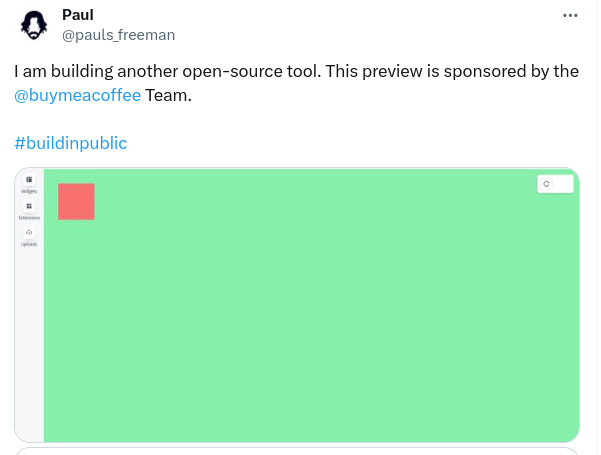 Paul
@pauls_freeman
I am building another open-source tool. This preview is sponsored by the
@buymeacoffee Team.
#buildinpublic
Widgets
Extensions
Uploads